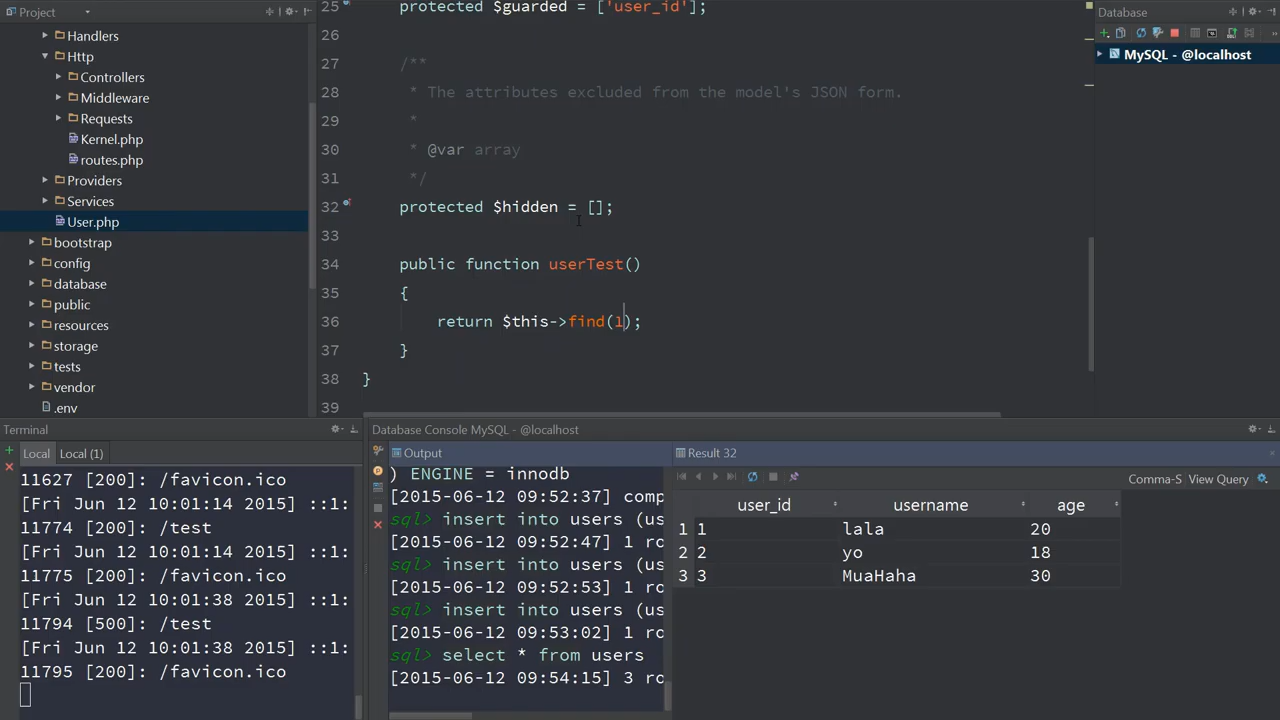 Project
Handlers
Http
Controllers
Middleware
Requests
Kernel.php
routes.php
Providers
Services
User.php
bootstrap
config
database
public
resources
storage
tests
vendor
.env
25 protected $guarded = ['user_id'];
26
27 /**
28 * The attributes excluded from the model's JSON form.
29 *
30 * @var array
31 */
32 protected $hidden = [];
33
34 public function userTest()
35 {
36 return $this->find(1);
37 }
38 }
39
Database
MySQL - @localhost
Terminal
Local Local (1)
11627 [200]: /favicon.ico
[Fri Jun 12 10:01:14 2015] ::1:
11774 [200]: /test
[Fri Jun 12 10:01:14 2015] ::1:
11775 [200]: /favicon.ico
[Fri Jun 12 10:01:38 2015] ::1:
11794 [500]: /test
[Fri Jun 12 10:01:38 2015] ::1:
11795 [200]: /favicon.ico
Database Console MySQL - @localhost
Output
) ENGINE = innodb
[2015-06-12 09:52:37] comp
sql> insert into users (us
[2015-06-12 09:52:47] 1 ro
sql> insert into users (us
[2015-06-12 09:52:53] 1 ro
sql> insert into users (us
[2015-06-12 09:53:02] 1 ro
sql> select * from users
[2015-06-12 09:54:15] 3 ro
Result 32
Comma-S View Query
user_id username age
1 1 lala 20
2 2 yo 18
3 3 MuaHaha 30